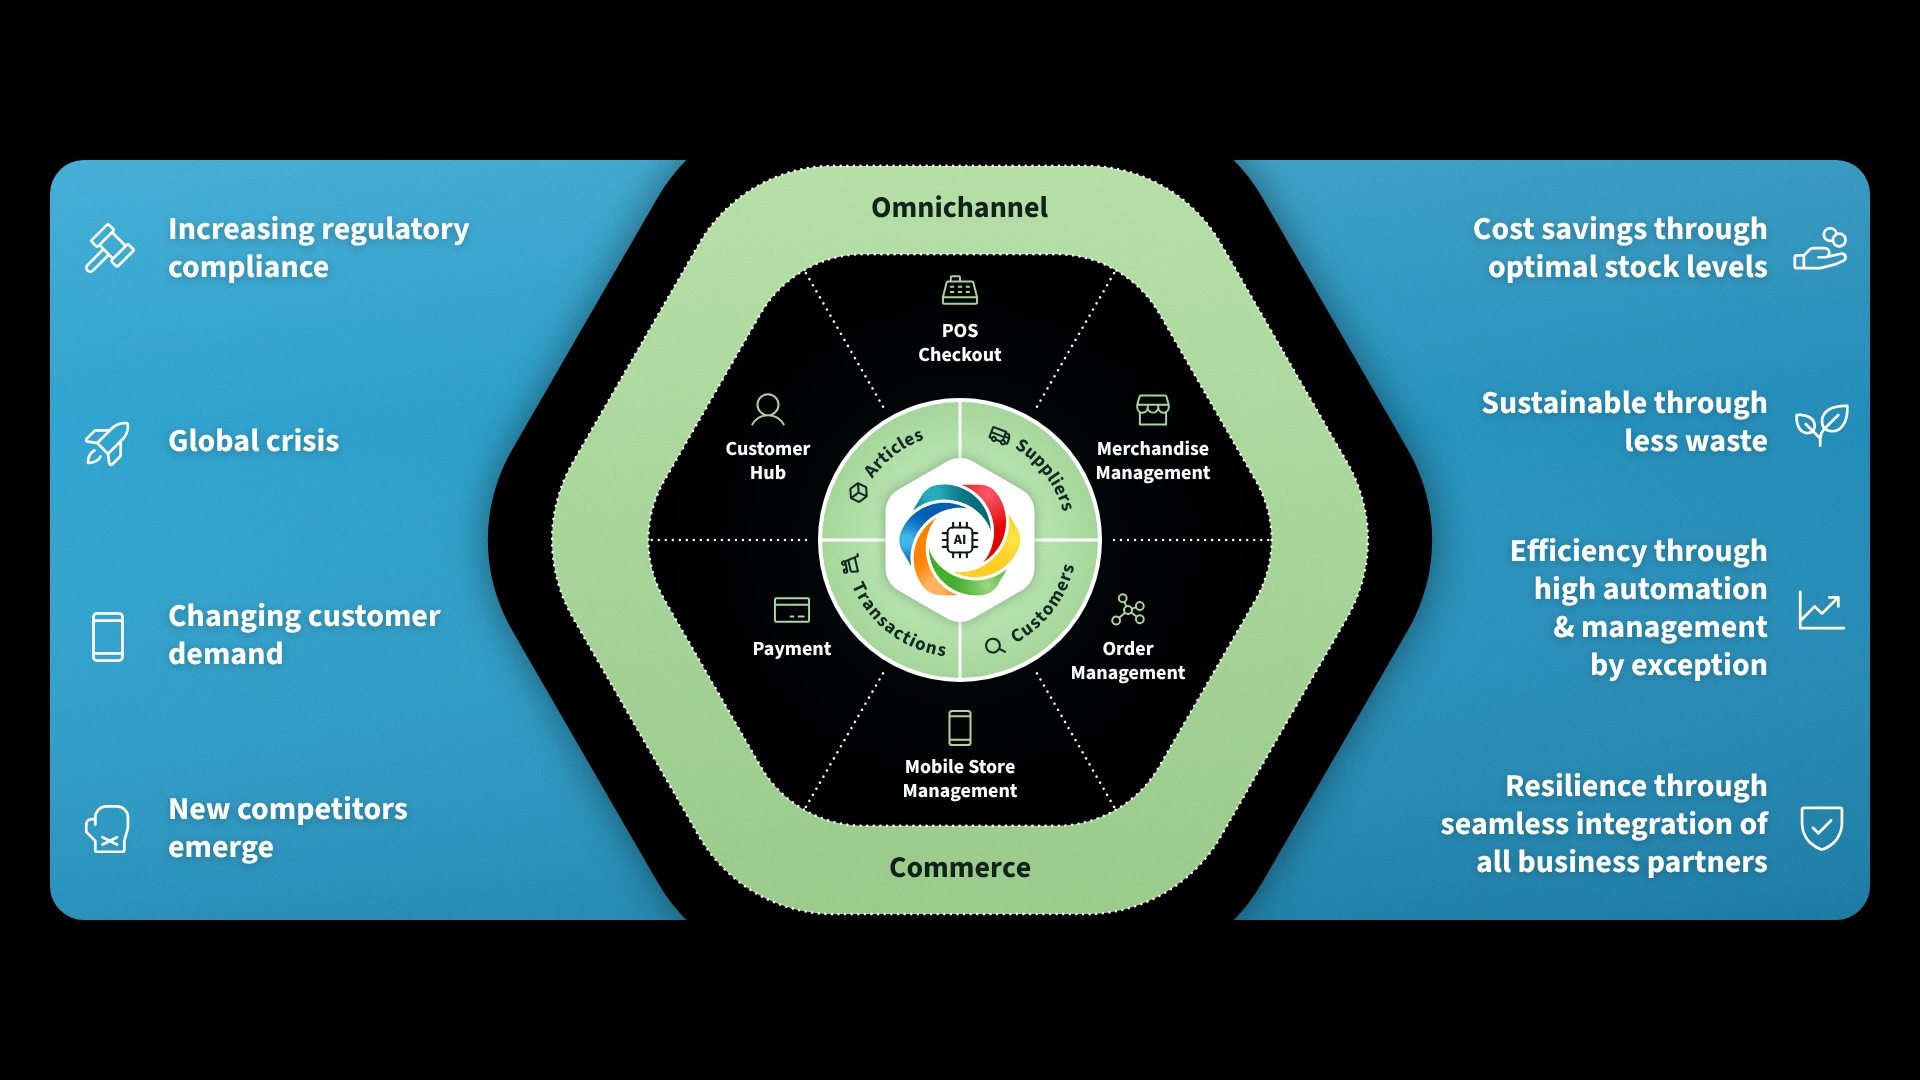 Increasing regulatory
compliance
Global crisis
Changing customer
demand
New competitors
emerge
Omnichannel
POS
Checkout
Customer
Hub
Merchandise
Management
Articles
Suppliers
AI
Transactions
Customers
Payment
Order
Management
Mobile Store
Management
Commerce
Cost savings through
optimal stock levels
Sustainable through
less waste
Efficiency through
high automation
& management
by exception
Resilience through
seamless integration of
all business partners